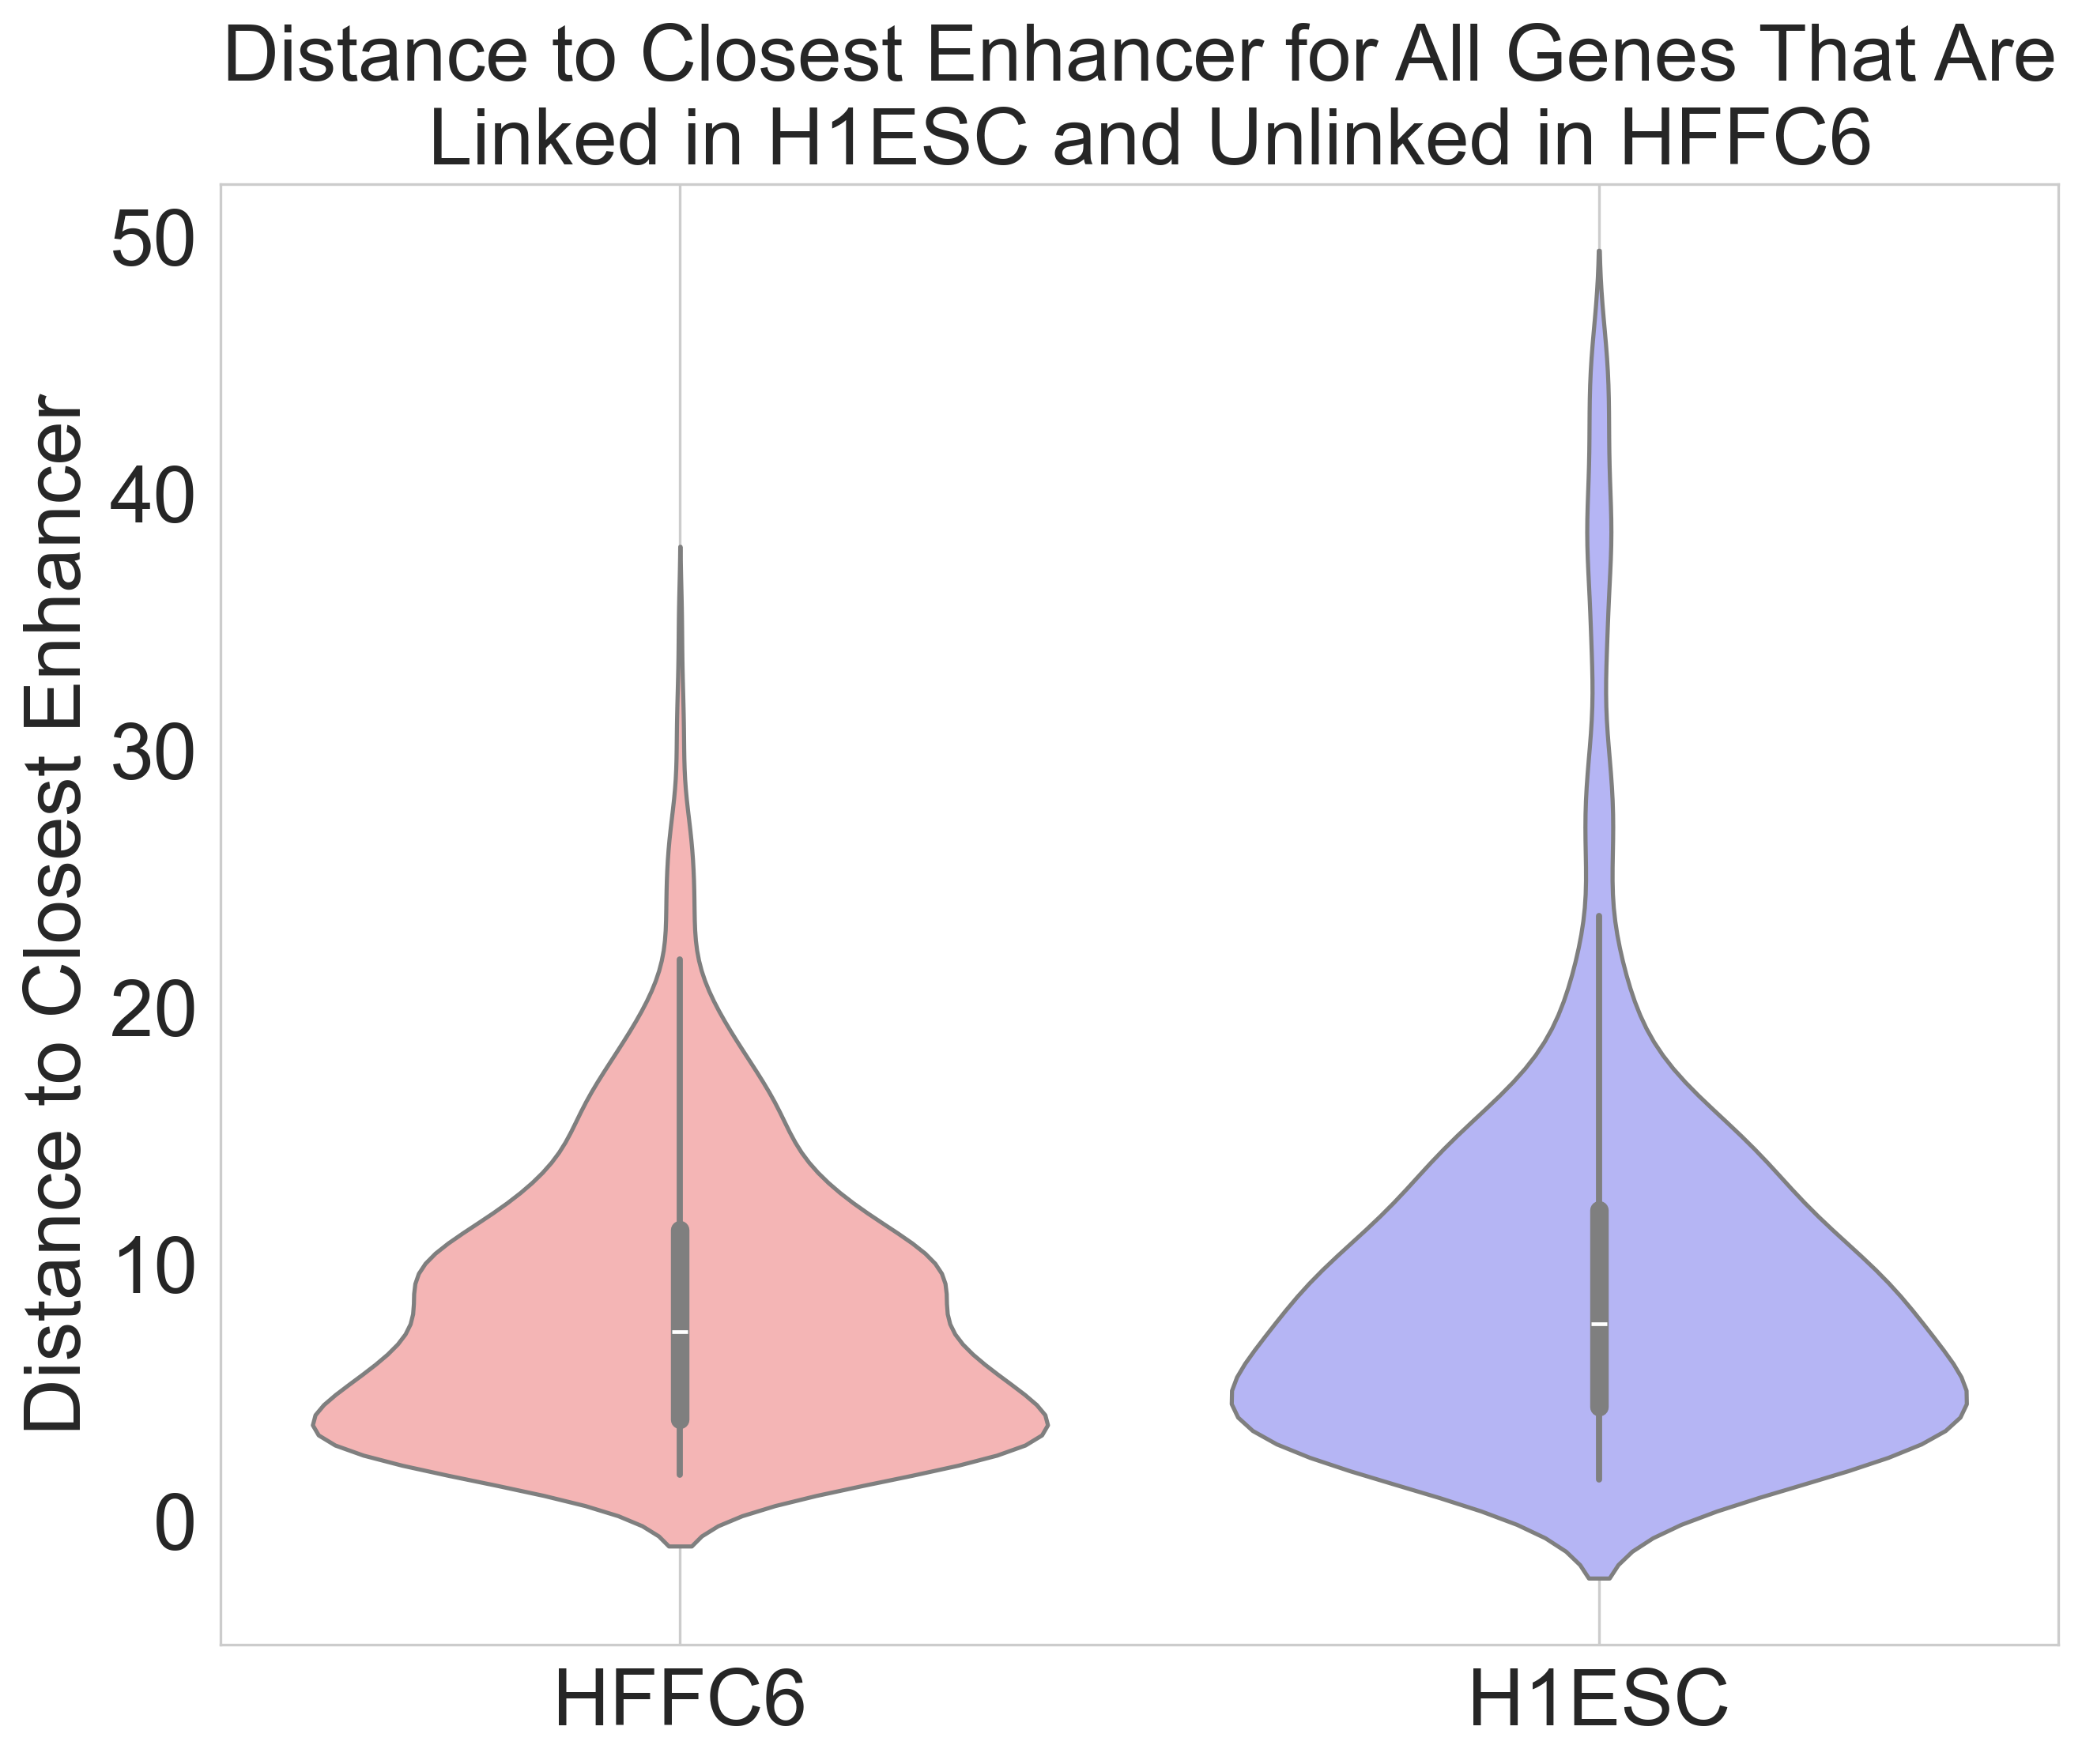 Distance to Closest Enhancer for All Genes That Are
Linked in H1ESC and Unlinked in HFFC6
Distance to Closest Enhancer
50
40
30
20
10
0
HFFC6
H1ESC